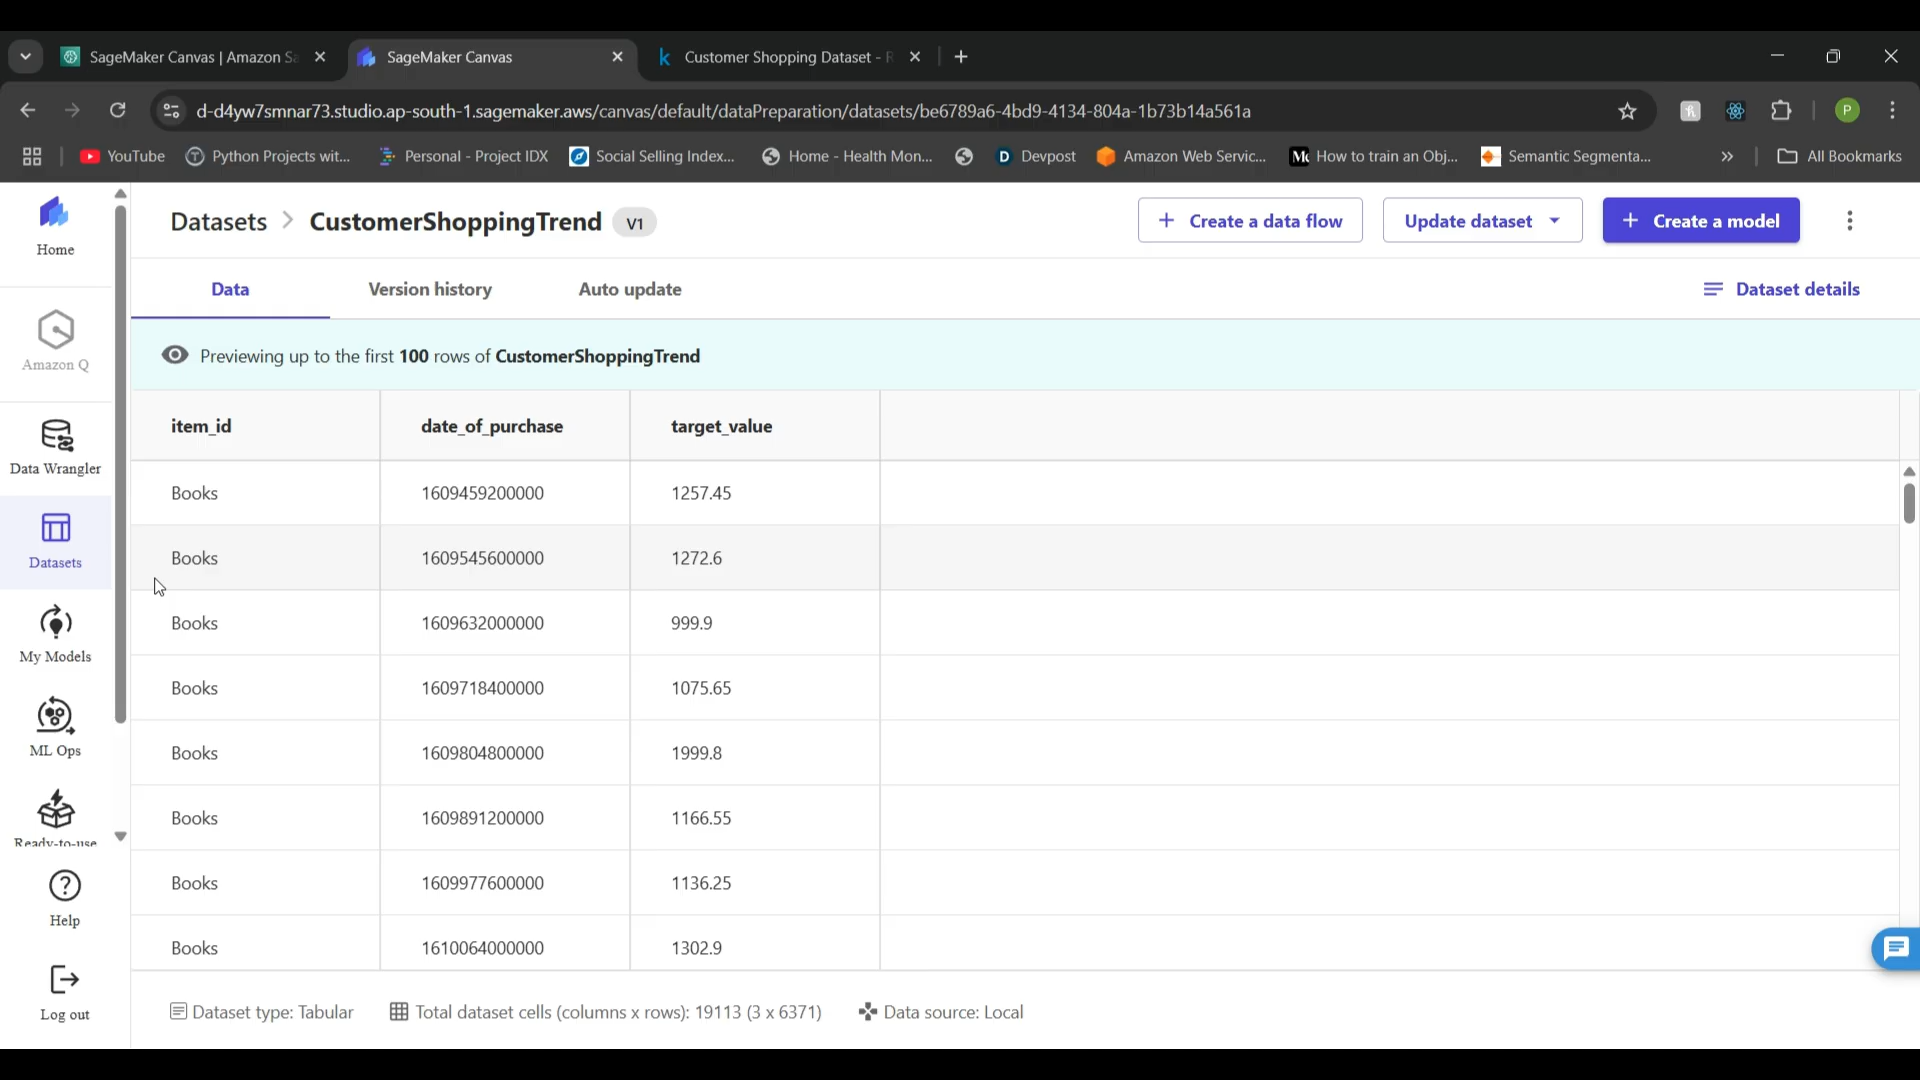 SageMaker Canvas | Amazon Sa
SageMaker Canvas
Customer Shopping Dataset - R
d-d4yw7smnar73.studio.ap-south-1.sagemaker.aws/canvas/default/dataPreparation/datasets/be6789a6-4bd9-4134-804a-1b73b14a561a
P
YouTube
Python Projects wit...
Personal - Project IDX
Social Selling Index...
Home - Health Mon...
Devpost
Amazon Web Servic...
How to train an Obj...
Semantic Segmenta...
All Bookmarks
Home
Amazon Q
Data Wrangler
Datasets
My Models
ML Ops
Ready-to-use
Help
Log out
Datasets > CustomerShoppingTrend V1
+ Create a data flow
Update dataset
+ Create a model
Data Version history Auto update
Dataset details
Previewing up to the first 100 rows of CustomerShoppingTrend
item_id date_of_purchase target_value
Books 1609459200000 1257.45
Books 1609545600000 1272.6
Books 1609632000000 999.9
Books 1609718400000 1075.65
Books 1609804800000 1999.8
Books 1609891200000 1166.55
Books 1609977600000 1136.25
Books 1610064000000 1302.9
Dataset type: Tabular Total dataset cells (columns x rows): 19113 (3 x 6371) Data source: Local